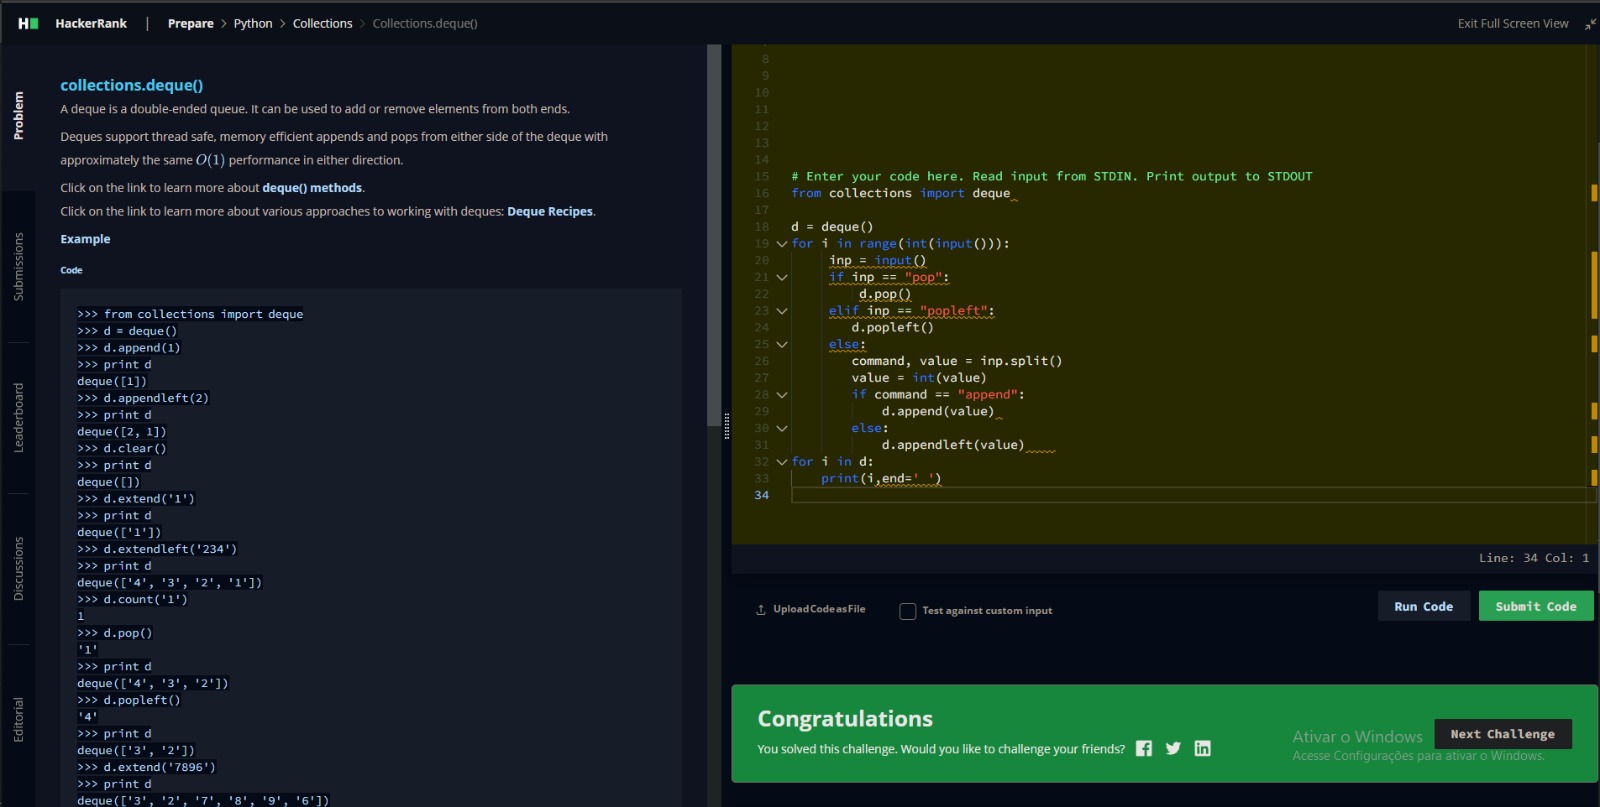 H HackerRank | Prepare > Python > Collections > Collections.deque()
Exit Full Screen View
Problem
Submissions
Leaderboard
Discussions
Editorial
collections.deque()
A deque is a double-ended queue. It can be used to add or remove elements from both ends.
Deques support thread safe, memory efficient appends and pops from either side of the deque with
approximately the same O(1) performance in either direction.
Click on the link to learn more about deque() methods.
Click on the link to learn more about various approaches to working with deques: Deque Recipes.
Example
Code
>>> from collections import deque
>>> d = deque()
>>> d.append(1)
>>> print d
deque([1])
>>> d.appendleft(2)
>>> print d
deque([2, 1])
>>> d.clear()
>>> print d
deque([])
>>> d.extend('1')
>>> print d
deque(['1'])
>>> d.extendleft('234')
>>> print d
deque(['4', '3', '2', '1'])
>>> d.count('1')
1
>>> d.pop()
'1'
>>> print d
deque(['4', '3', '2'])
>>> d.popleft()
'4'
>>> print d
deque(['3', '2'])
>>> d.extend('7896')
>>> print d
deque(['3', '2', '7', '8', '9', '6'])
8
9
10
11
12
13
14
15 # Enter your code here. Read input from STDIN. Print output to STDOUT
16 from collections import deque
17
18 d = deque()
19 for i in range(int(input())):
20 inp = input()
21 if inp == "pop":
22 d.pop()
23 elif inp == "popleft":
24 d.popleft()
25 else:
26 command, value = inp.split()
27 value = int(value)
28 if command == "append":
29 d.append(value)
30 else:
31 d.appendleft(value)
32 for i in d:
33 print(i,end=' ')
34
Line: 34 Col: 1
Upload Code as File
Test against custom input
Run Code
Submit Code
Congratulations
You solved this challenge. Would you like to challenge your friends?
Next Challenge
Ativar o Windows
Acesse Configurações para ativar o Windows.